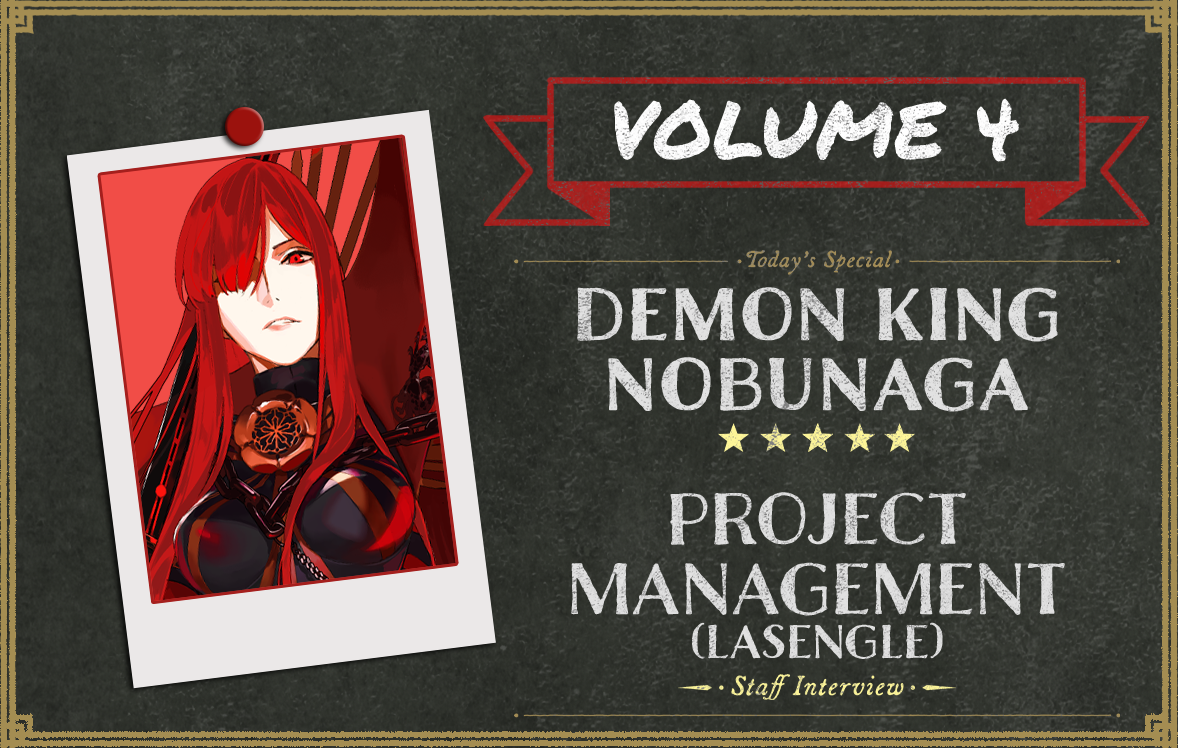 VOLUME 4
Today's Special
DEMON KING
NOBUNAGA
PROJECT
MANAGEMENT
(LASENGLE)
Staff Interview